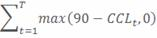 ∑_{t=1}^{T} max(90 − CCL_t, 0)